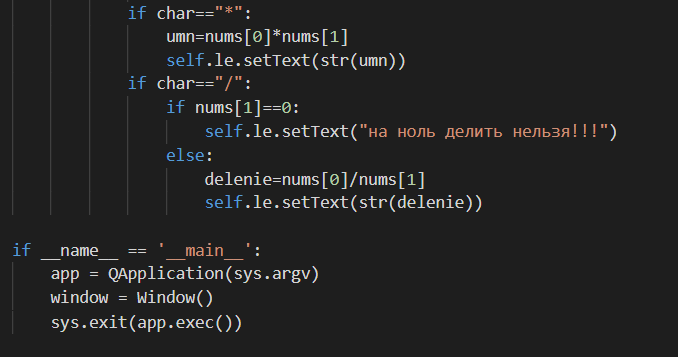 if char=="*":
umn=nums[0]*nums[1]
self.le.setText(str(umn))
if char=="/":
if nums[1]==0:
self.le.setText("на ноль делить нельзя!!!")
else:
delenie=nums[0]/nums[1]
self.le.setText(str(delenie))
if __name__ == '__main__':
app = QApplication(sys.argv)
window = Window()
sys.exit(app.exec())